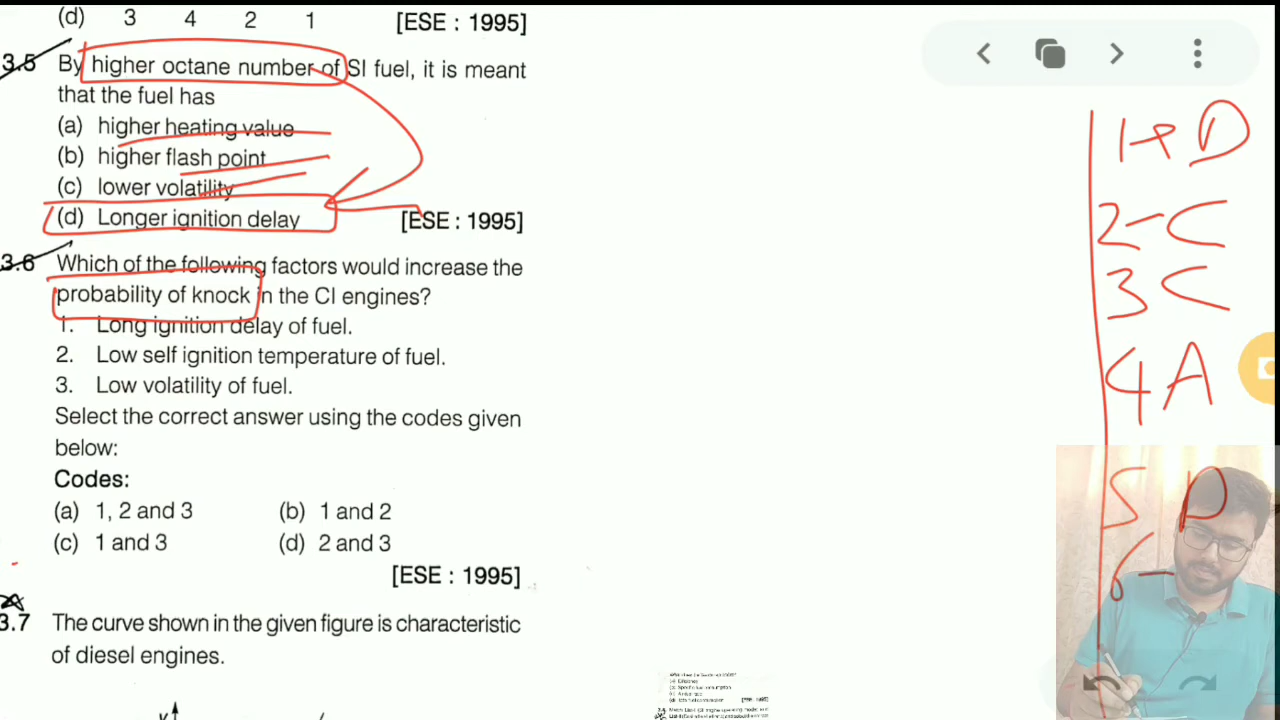 (d) 3 4 2 1 [ESE : 1995]
3.5 By higher octane number of SI fuel, it is meant
that the fuel has
(a) higher heating value
(b) higher flash point
(c) lower volatility
(d) Longer ignition delay [ESE : 1995]
3.6 Which of the following factors would increase the
probability of knock in the CI engines?
1. Long ignition delay of fuel.
2. Low self ignition temperature of fuel.
3. Low volatility of fuel.
Select the correct answer using the codes given
below:
Codes:
(a) 1, 2 and 3 (b) 1 and 2
(c) 1 and 3 (d) 2 and 3
[ESE : 1995]
3.7 The curve shown in the given figure is characteristic
of diesel engines.
D
2-C
3 C
4 A
5 D
6-